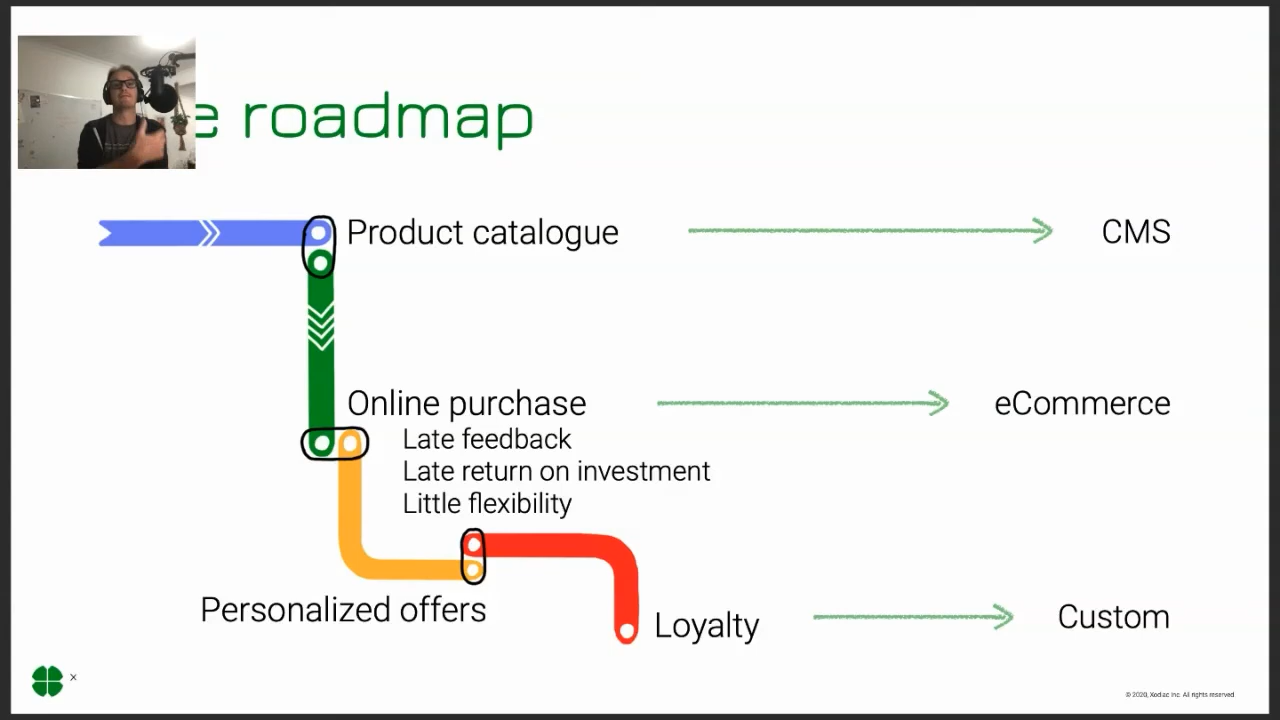 e roadmap
Product catalogue
CMS
Online purchase
eCommerce
Late feedback
Late return on investment
Little flexibility
Personalized offers
Loyalty
Custom
x
© 2020, Xodiac Inc. All rights reserved